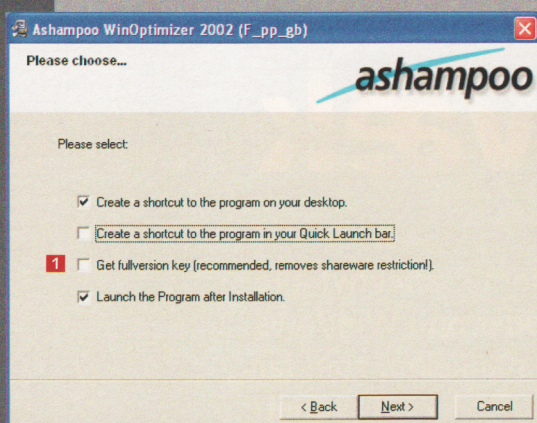 Ashampoo WinOptimizer 2002 (F_pp_gb)
Please choose...
ashampoo
Please select:
Create a shortcut to the program on your desktop.
Create a shortcut to the program in your Quick Launch bar.
1 Get fullversion key (recommended, removes shareware restriction!).
Launch the Program after Installation.
< Back Next > Cancel